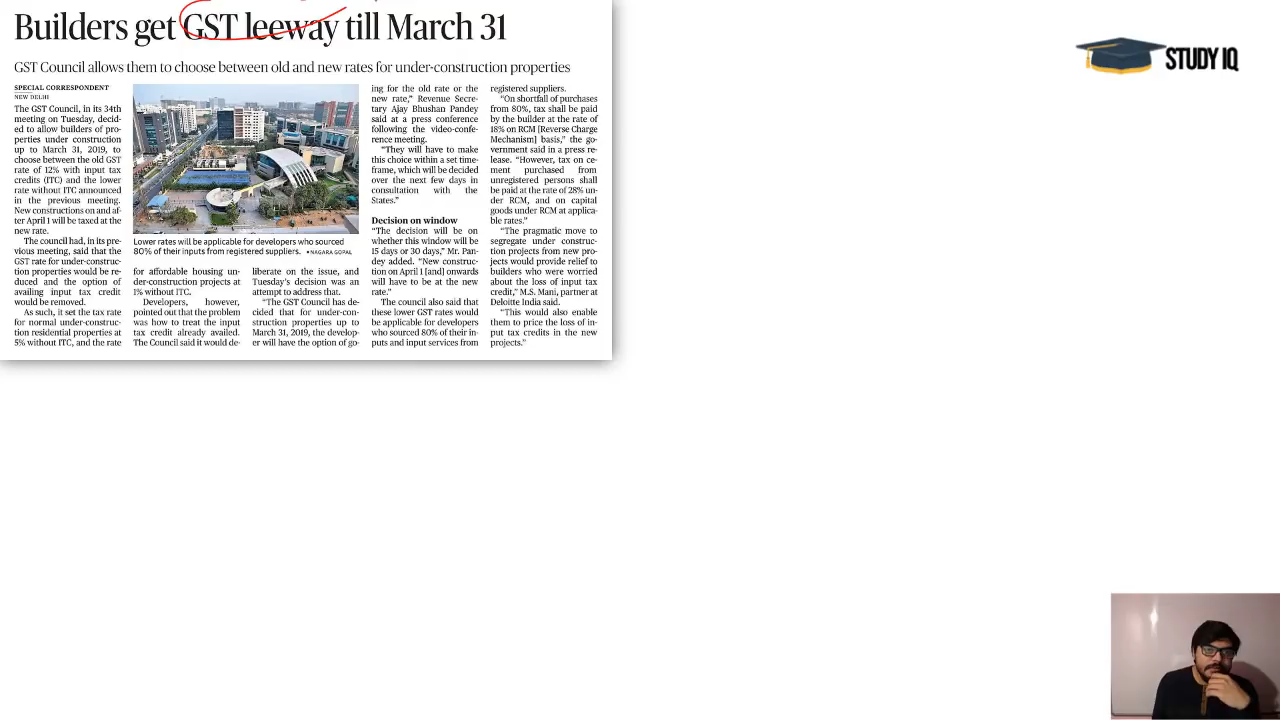 Builders get GST leeway till March 31
GST Council allows them to choose between old and new rates for under-construction properties
SPECIAL CORRESPONDENT
NEW DELHI
The GST Council, in its 34th
meeting on Tuesday, decid-
ed to allow builders of pro-
perties under construction
up to March 31, 2019, to
choose between the old GST
rate of 12% with input tax
credits (ITC) and the lower
rate without ITC announced
in the previous meeting.
New constructions on and af-
ter April 1 will be taxed at the
new rate.
The council had, in its pre-
vious meeting, said that the
GST rate for under-construc-
tion properties would be re-
duced and the option of
availing input tax credit
would be removed.
As such, it set the tax rate
for normal under-construc-
tion residential properties at
5% without ITC, and the rate
Lower rates will be applicable for developers who sourced
80% of their inputs from registered suppliers. •NAGARA GOPAL
for affordable housing un-
der-construction projects at
1% without ITC.
Developers, however,
pointed out that the problem
was how to treat the input
tax credit already availed.
The Council said it would de-
liberate on the issue, and
Tuesday's decision was an
attempt to address that.
"The GST Council has de-
cided that for under-con-
struction properties up to
March 31, 2019, the develop-
er will have the option of go-
ing for the old rate or the
new rate," Revenue Secre-
tary Ajay Bhushan Pandey
said at a press conference
following the video-confe-
rence meeting.
"They will have to make
this choice within a set time-
frame, which will be decided
over the next few days in
consultation with the
States."
Decision on window
"The decision will be on
whether this window will be
15 days or 30 days," Mr. Pan-
dey added. "New construc-
tion on April 1 [and] onwards
will have to be at the new
rate."
The council also said that
these lower GST rates would
be applicable for developers
who sourced 80% of their in-
puts and input services from
registered suppliers.
"On shortfall of purchases
from 80%, tax shall be paid
by the builder at the rate of
18% on RCM [Reverse Charge
Mechanism] basis," the go-
vernment said in a press re-
lease. "However, tax on ce-
ment purchased from
unregistered persons shall
be paid at the rate of 28% un-
der RCM, and on capital
goods under RCM at applica-
ble rates."
"The pragmatic move to
segregate under construc-
tion projects from new pro-
jects would provide relief to
builders who were worried
about the loss of input tax
credit," M.S. Mani, partner at
Deloitte India said.
"This would also enable
them to price the loss of in-
put tax credits in the new
projects."
STUDY IQ